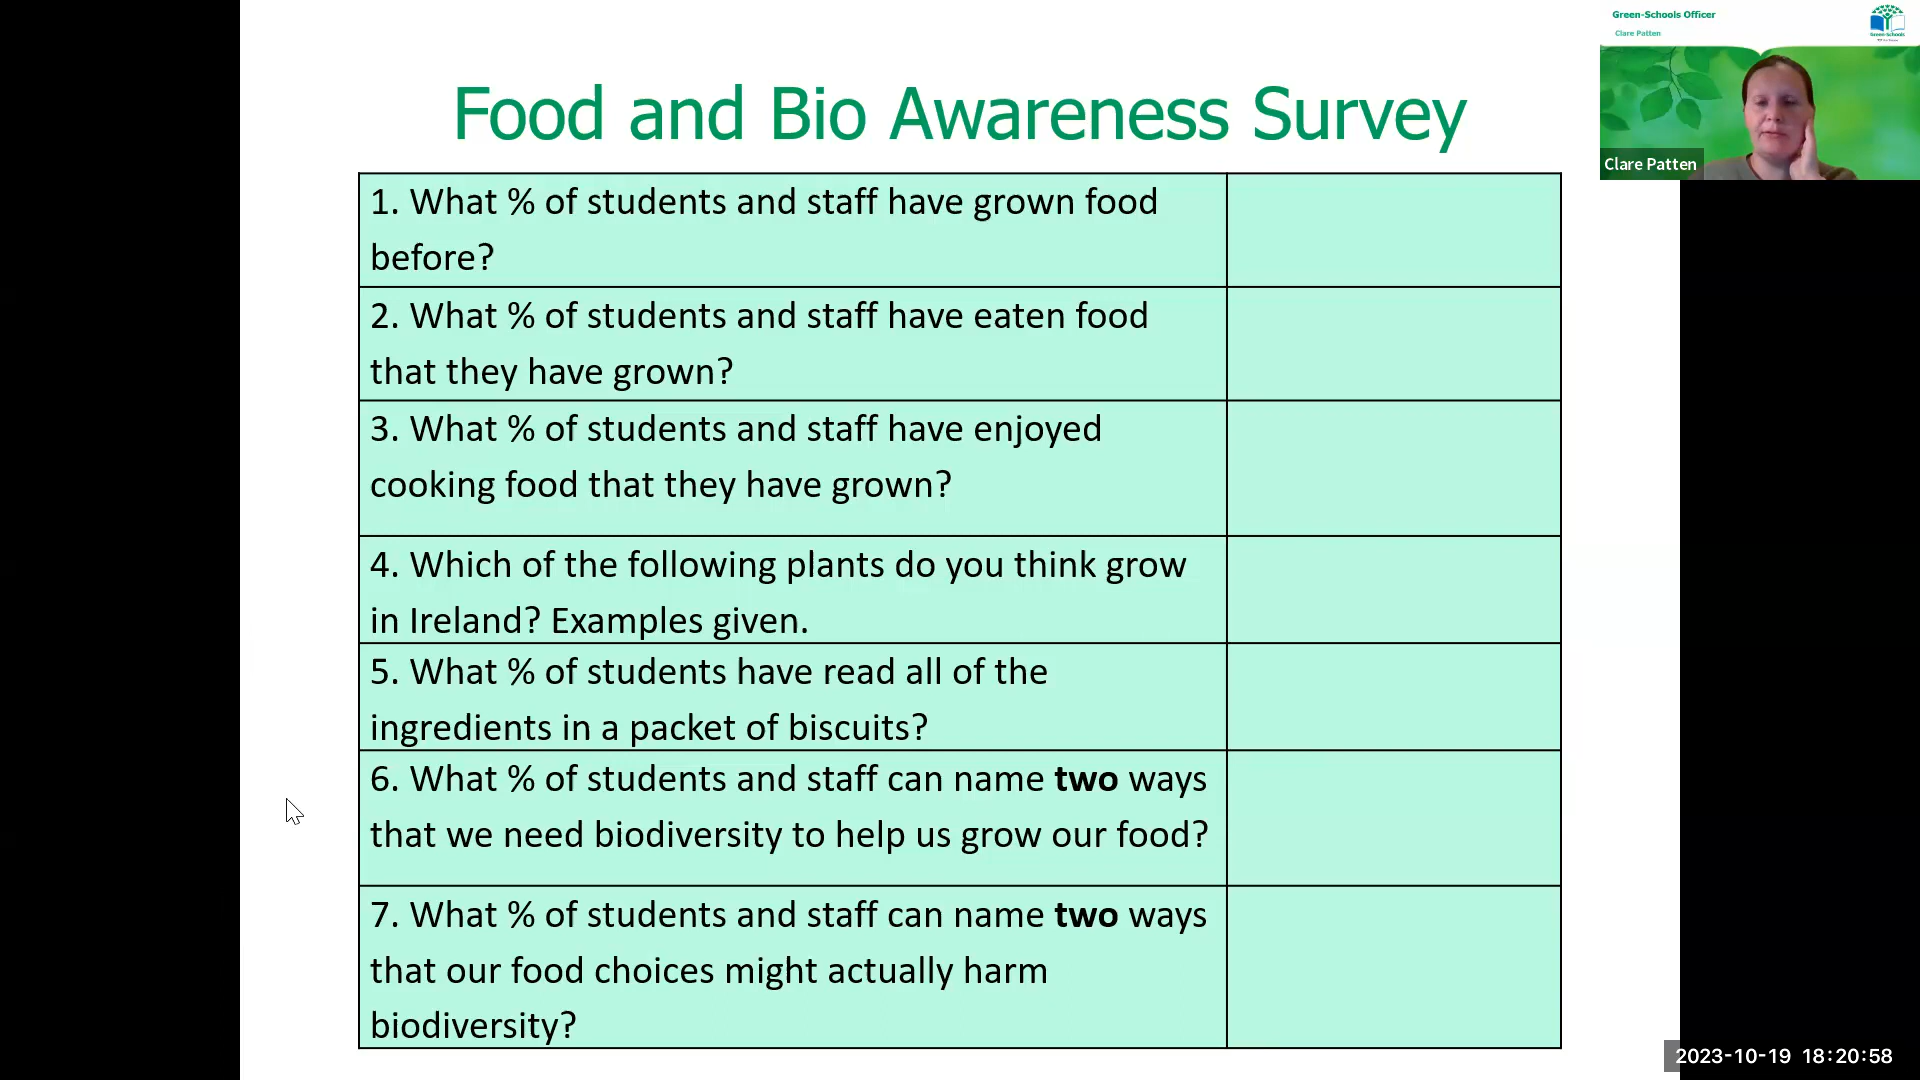 Green-Schools Officer
Clare Patten
Green-Schools
Clare Patten
Food and Bio Awareness Survey
1. What % of students and staff have grown food
before?
2. What % of students and staff have eaten food
that they have grown?
3. What % of students and staff have enjoyed
cooking food that they have grown?
4. Which of the following plants do you think grow
in Ireland? Examples given.
5. What % of students have read all of the
ingredients in a packet of biscuits?
6. What % of students and staff can name two ways
that we need biodiversity to help us grow our food?
7. What % of students and staff can name two ways
that our food choices might actually harm
biodiversity?
2023-10-19 18:20:58